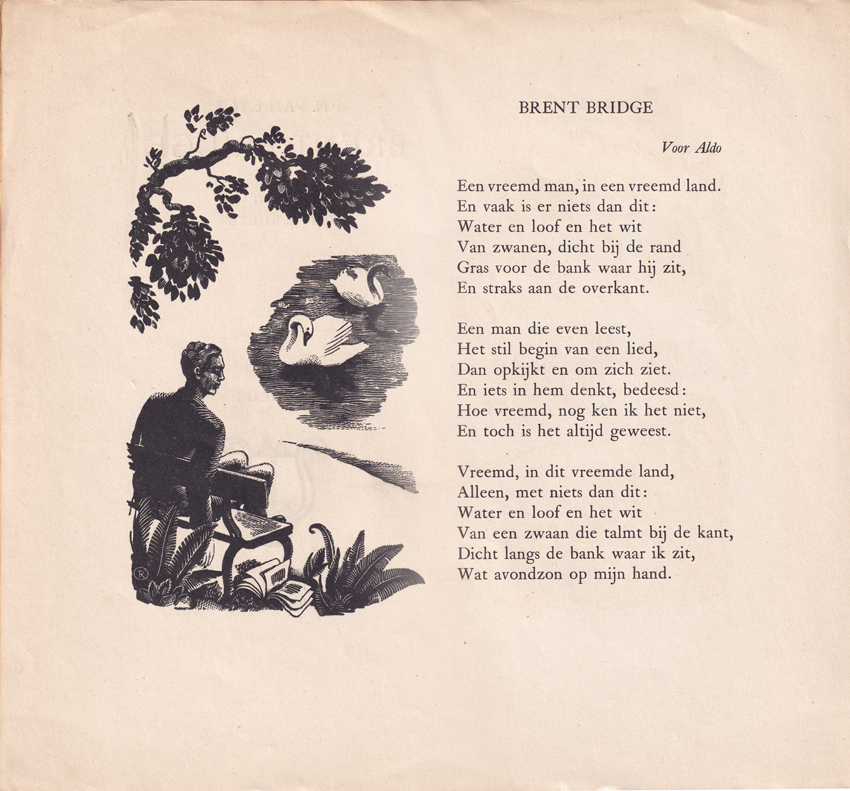 BRENT BRIDGE
Voor Aldo
Een vreemd man, in een vreemd land.
En vaak is er niets dan dit:
Water en loof en het wit
Van zwanen, dicht bij de rand
Gras voor de bank waar hij zit,
En straks aan de overkant.
Een man die even leest,
Het stil begin van een lied,
Dan opkijkt en om zich ziet.
En iets in hem denkt, bedeesd:
Hoe vreemd, nog ken ik het niet,
En toch is het altijd geweest.
Vreemd, in dit vreemde land,
Alleen, met niets dan dit:
Water en loof en het wit
Van een zwaan die talmt bij de kant,
Dicht langs de bank waar ik zit,
Wat avondzon op mijn hand.